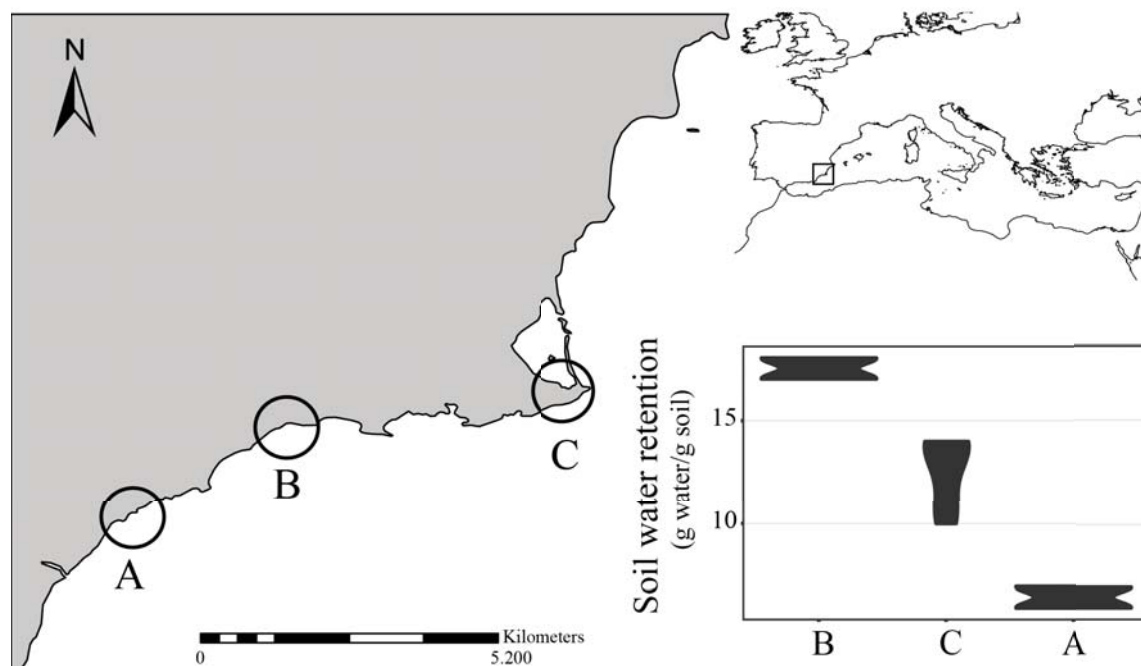 N
A
B
C
Kilometers
0
5.200
Soil water retention
(g water/g soil)
15
10
B C A